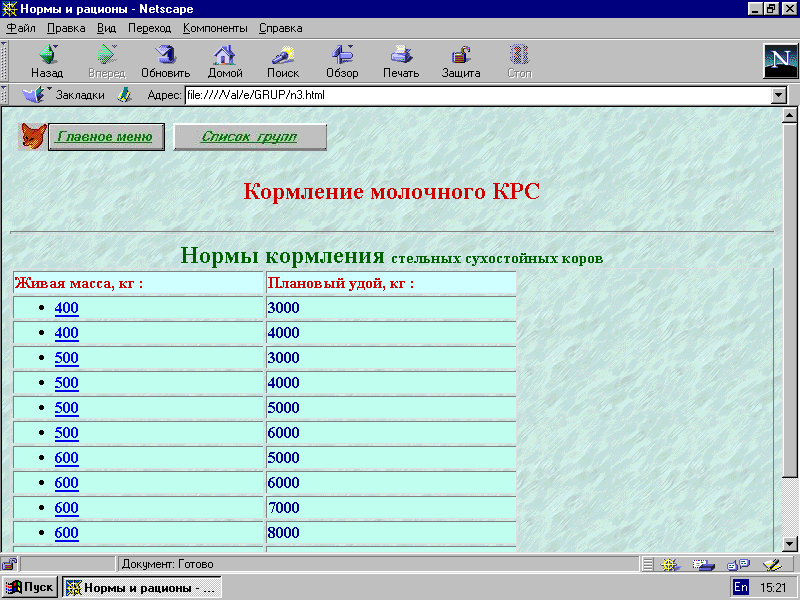 Нормы и рационы - Netscape
Файл Правка Вид Переход Компоненты Справка
Назад Вперед Обновить Домой Поиск Обзор Печать Защита Стоп
Закладки Адрес: file:////Val/e/GRUP/n3.html
Главное меню Список групп
Кормление молочного КРС
Нормы кормления стельных сухостойных коров
Живая масса, кг : Плановый удой, кг :
400 3000
400 4000
500 3000
500 4000
500 5000
500 6000
600 5000
600 6000
600 7000
600 8000
Документ: Готово
Пуск Нормы и рационы - ... En 15:21